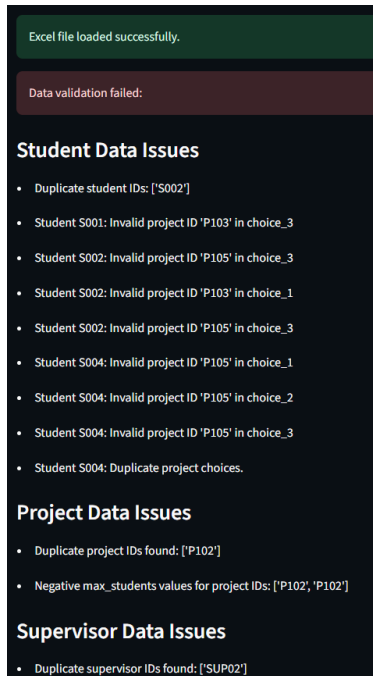 Excel file loaded successfully.
Data validation failed:
Student Data Issues
• Duplicate student IDs: ['S002']
• Student S001: Invalid project ID 'P103' in choice_3
• Student S002: Invalid project ID 'P105' in choice_3
• Student S002: Invalid project ID 'P103' in choice_1
• Student S002: Invalid project ID 'P105' in choice_3
• Student S004: Invalid project ID 'P105' in choice_1
• Student S004: Invalid project ID 'P105' in choice_2
• Student S004: Invalid project ID 'P105' in choice_3
• Student S004: Duplicate project choices.
Project Data Issues
• Duplicate project IDs found: ['P102']
• Negative max_students values for project IDs: ['P102', 'P102']
Supervisor Data Issues
• Duplicate supervisor IDs found: ['SUP02']